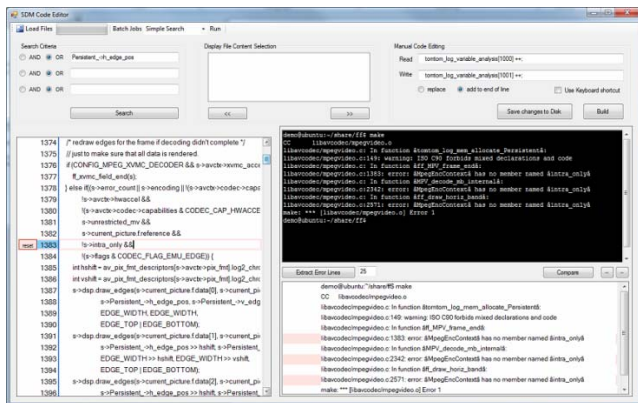 SDM Code Editor
Load Files Batch Jobs Simple Search Run
Search Criteria
AND OR Persistent_->h_edge_pos
AND OR
AND OR
Search
Display File Content Selection
<< >>
Manual Code Editing
Read tomtom_log_variable_analysis[1000] ++;
Write tomtom_log_variable_analysis[1001] ++;
replace add to end of line Use Keyboard shortcut
Save changes to Disk Build
1374 /* redraw edges for the frame if decoding didn't complete */
1375 // just to make sure that all data is rendered.
1376 if (CONFIG_MPEG_XVMC_DECODER && s->avctx->xvmc_acce
1377 ff_xvmc_field_end(s);
1378 } else if((s->error_count || s->encoding || !(s->avctx->codec->caps
1379 !s->avctx->hwaccel &&
1380 !(s->avctx->codec->capabilities & CODEC_CAP_HWACCE
1381 s->unrestricted_mv &&
1382 s->current_picture.f.reference &&
reset 1383 !s->intra_only &&
1384 !(s->flags & CODEC_FLAG_EMU_EDGE)) {
1385 int hshift = av_pix_fmt_descriptors[s->avctx->pix_fmt].log2_chro
1386 int vshift = av_pix_fmt_descriptors[s->avctx->pix_fmt].log2_chro
1387 s->dsp.draw_edges(s->current_picture.f.data[0], s->current_pi
1388 s->Persistent_->h_edge_pos, s->Persistent_->v_edg
1389 EDGE_WIDTH, EDGE_WIDTH,
1390 EDGE_TOP | EDGE_BOTTOM);
1391 s->dsp.draw_edges(s->current_picture.f.data[1], s->current_pi
1392 s->Persistent_->h_edge_pos >> hshift, s->Persistent_
1393 EDGE_WIDTH >> hshift, EDGE_WIDTH >> vshift,
1394 EDGE_TOP | EDGE_BOTTOM);
1395 s->dsp.draw_edges(s->current_picture.f.data[2], s->current_pi
1396 s->Persistent_->h_edge_pos >> hshift, s->Persistent_
demo@ubuntu:~/share/ff$ make
CC libavcodec/mpegvideo.o
libavcodec/mpegvideo.c: In function &tomtom_log_mem_allocate_Persistent&:
libavcodec/mpegvideo.c:149: warning: ISO C90 forbids mixed declarations and code
libavcodec/mpegvideo.c: In function &ff_MPV_frame_end&:
libavcodec/mpegvideo.c:1383: error: &MpegEncContext& has no member named &intra_only&
libavcodec/mpegvideo.c: In function &MPV_decode_mb_internal&:
libavcodec/mpegvideo.c:2342: error: &MpegEncContext& has no member named &intra_only&
libavcodec/mpegvideo.c: In function &ff_draw_horiz_band&:
libavcodec/mpegvideo.c:2571: error: &MpegEncContext& has no member named &intra_only&
make: *** [libavcodec/mpegvideo.o] Error 1
demo@ubuntu:~/share/ff$
Extract Error Lines 25 Compare
demo@ubuntu:~/share/ff$ make
CC libavcodec/mpegvideo.o
libavcodec/mpegvideo.c: In function &tomtom_log_mem_allocate_Persistent&:
libavcodec/mpegvideo.c:149: warning: ISO C90 forbids mixed declarations and code
libavcodec/mpegvideo.c: In function &ff_MPV_frame_end&:
libavcodec/mpegvideo.c:1383: error: &MpegEncContext& has no member named &intra_only&
libavcodec/mpegvideo.c: In function &MPV_decode_mb_internal&:
libavcodec/mpegvideo.c:2342: error: &MpegEncContext& has no member named &intra_only&
libavcodec/mpegvideo.c: In function &ff_draw_horiz_band&:
libavcodec/mpegvideo.c:2571: error: &MpegEncContext& has no member named &intra_only&
make: *** [libavcodec/mpegvideo.o] Error 1